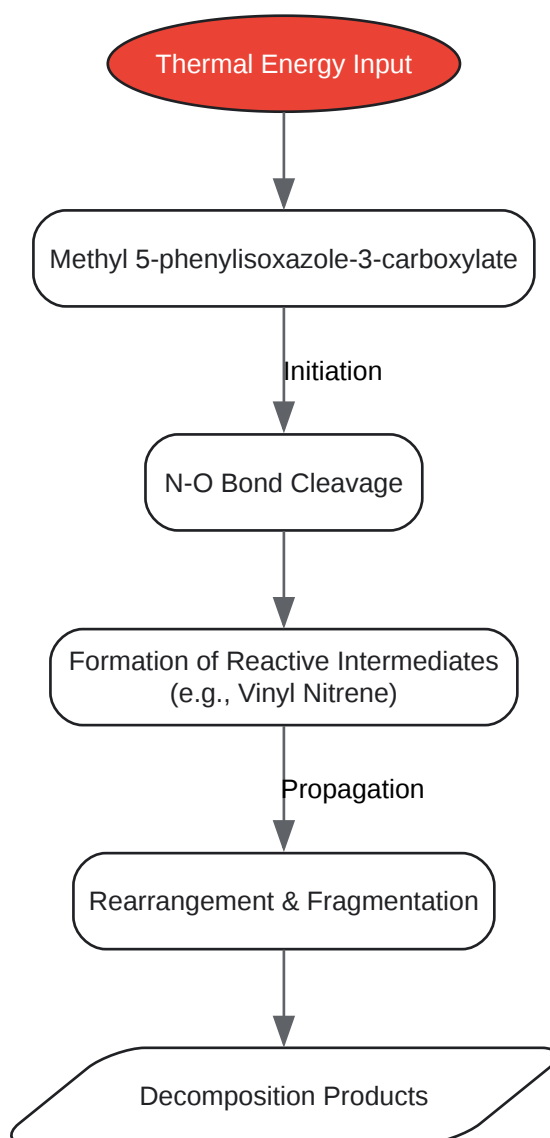 Thermal Energy Input
Methyl 5-phenylisoxazole-3-carboxylate
Initiation
N-O Bond Cleavage
Formation of Reactive Intermediates
(e.g., Vinyl Nitrene)
Propagation
Rearrangement & Fragmentation
Decomposition Products